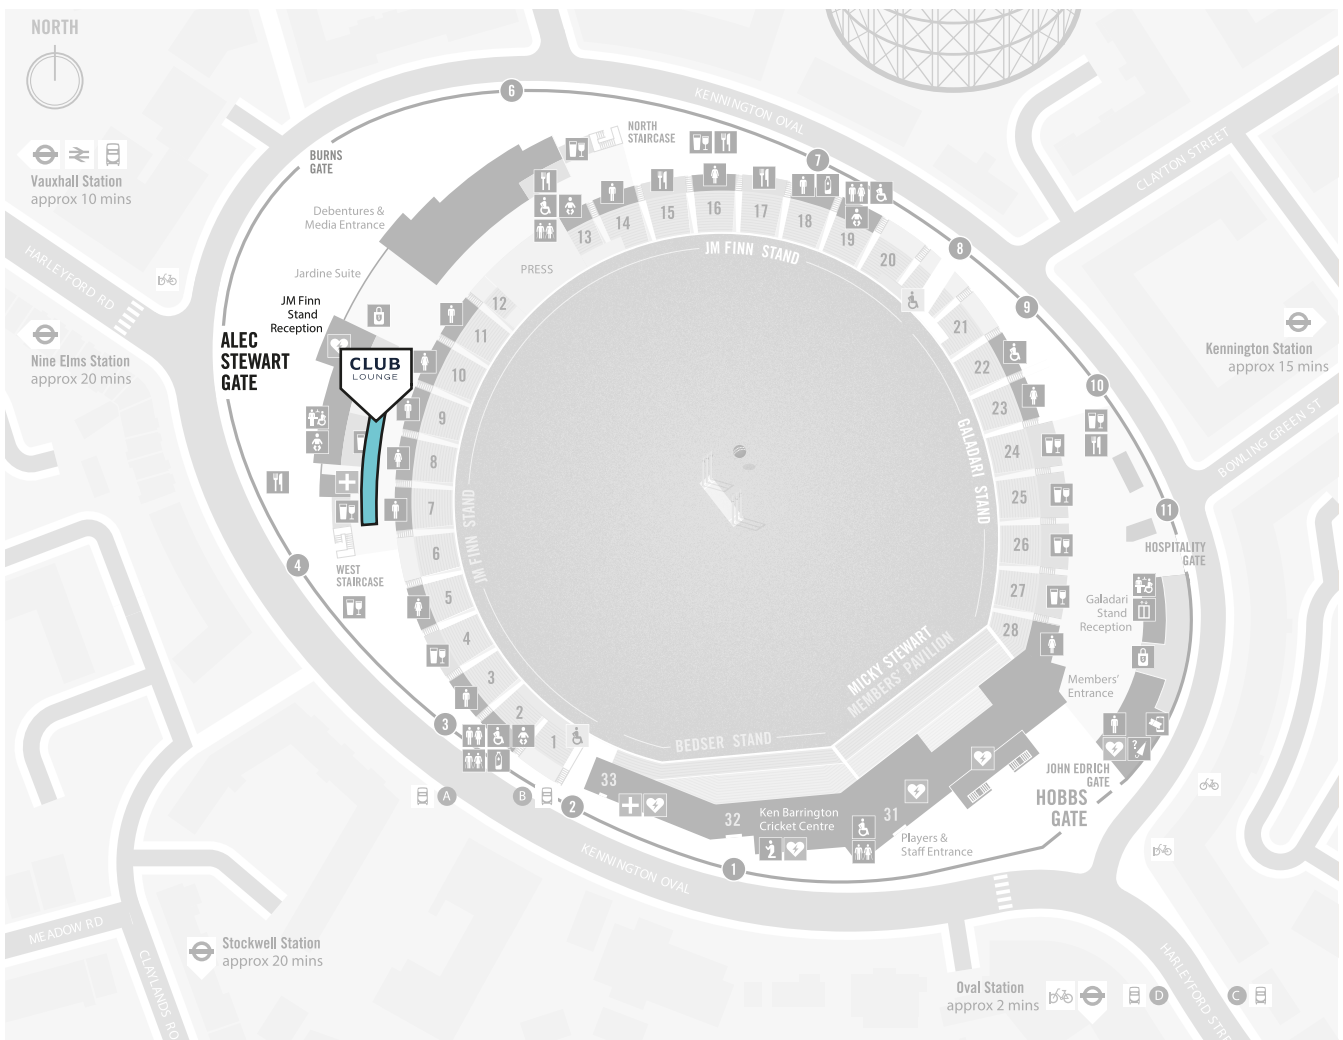 NORTH
Vauxhall Station
approx 10 mins
HARLEYFORD RD
Nine Elms Station
approx 20 mins
BURNS
GATE
Debentures &
Media Entrance
Jardine Suite
JM Finn
Stand
Reception
ALEC
STEWART
GATE
CLUB
LOUNGE
6
KENNINGTON OVAL
NORTH
STAIRCASE
7
CLAYTON STREET
8
9
10
11
Kennington Station
approx 15 mins
BOWLING GREEN ST
HOSPITALITY
GATE
Galadari
Stand
Reception
Members'
Entrance
JOHN EDRICH
GATE
HOBBS
GATE
PRESS
13
14
15
16
17
18
19
20
21
22
23
24
25
26
27
28
12
11
10
9
8
7
6
5
4
3
2
1
JM FINN STAND
JM FINN STAND
GALADARI STAND
MICKY STEWART
MEMBERS' PAVILION
BEDSER STAND
WEST
STAIRCASE
4
3
A
B
2
1
33
32
31
Ken Barrington
Cricket Centre
Players &
Staff Entrance
KENNINGTON OVAL
MEADOW RD
CLAYLANDS RO
Stockwell Station
approx 20 mins
Oval Station
approx 2 mins
D
C
HARLEYFORD STRE